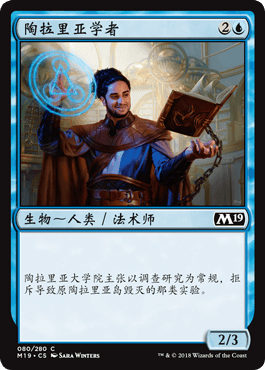 陶拉里亚学者 2
生物～人类 / 法术师 M19
陶拉里亚大学院主张以调查研究为常规，拒
斥导致原陶拉里亚岛毁灭的那类实验。
2/3
080/280 C
M19 • CS SARA WINTERS
™ & © 2018 Wizards of the Coast